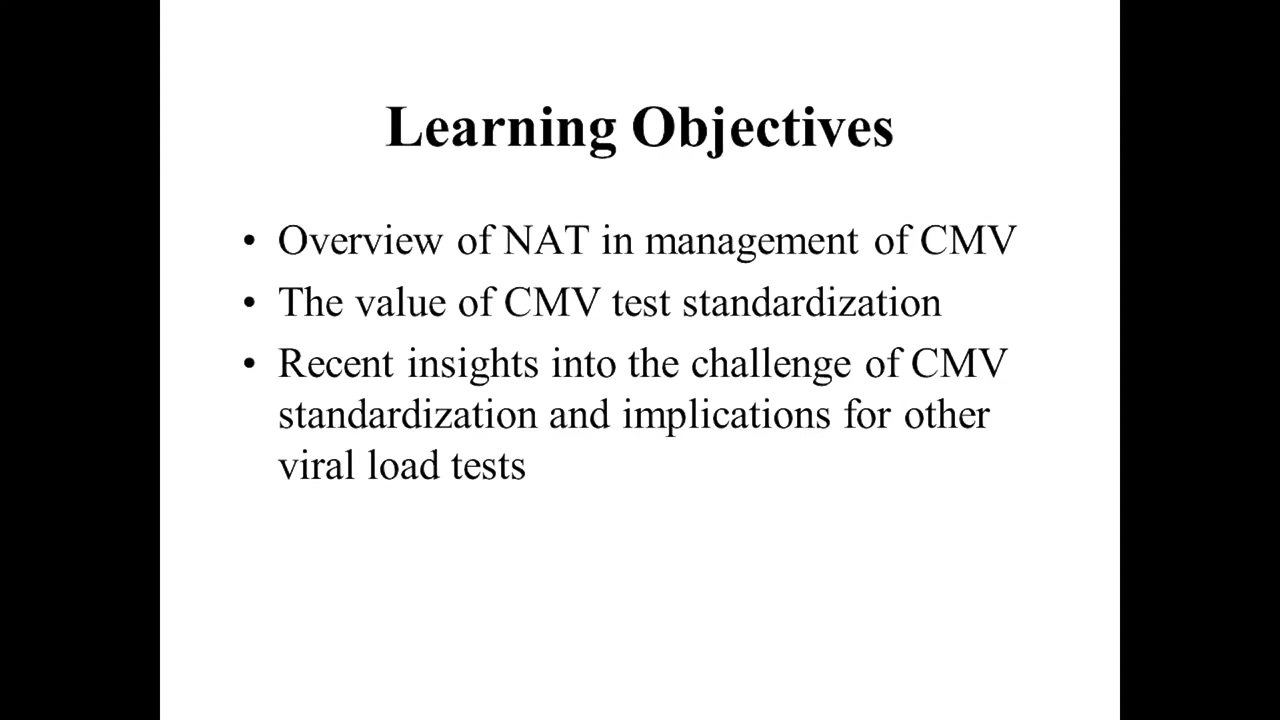 Learning Objectives
• Overview of NAT in management of CMV
• The value of CMV test standardization
• Recent insights into the challenge of CMV
standardization and implications for other
viral load tests